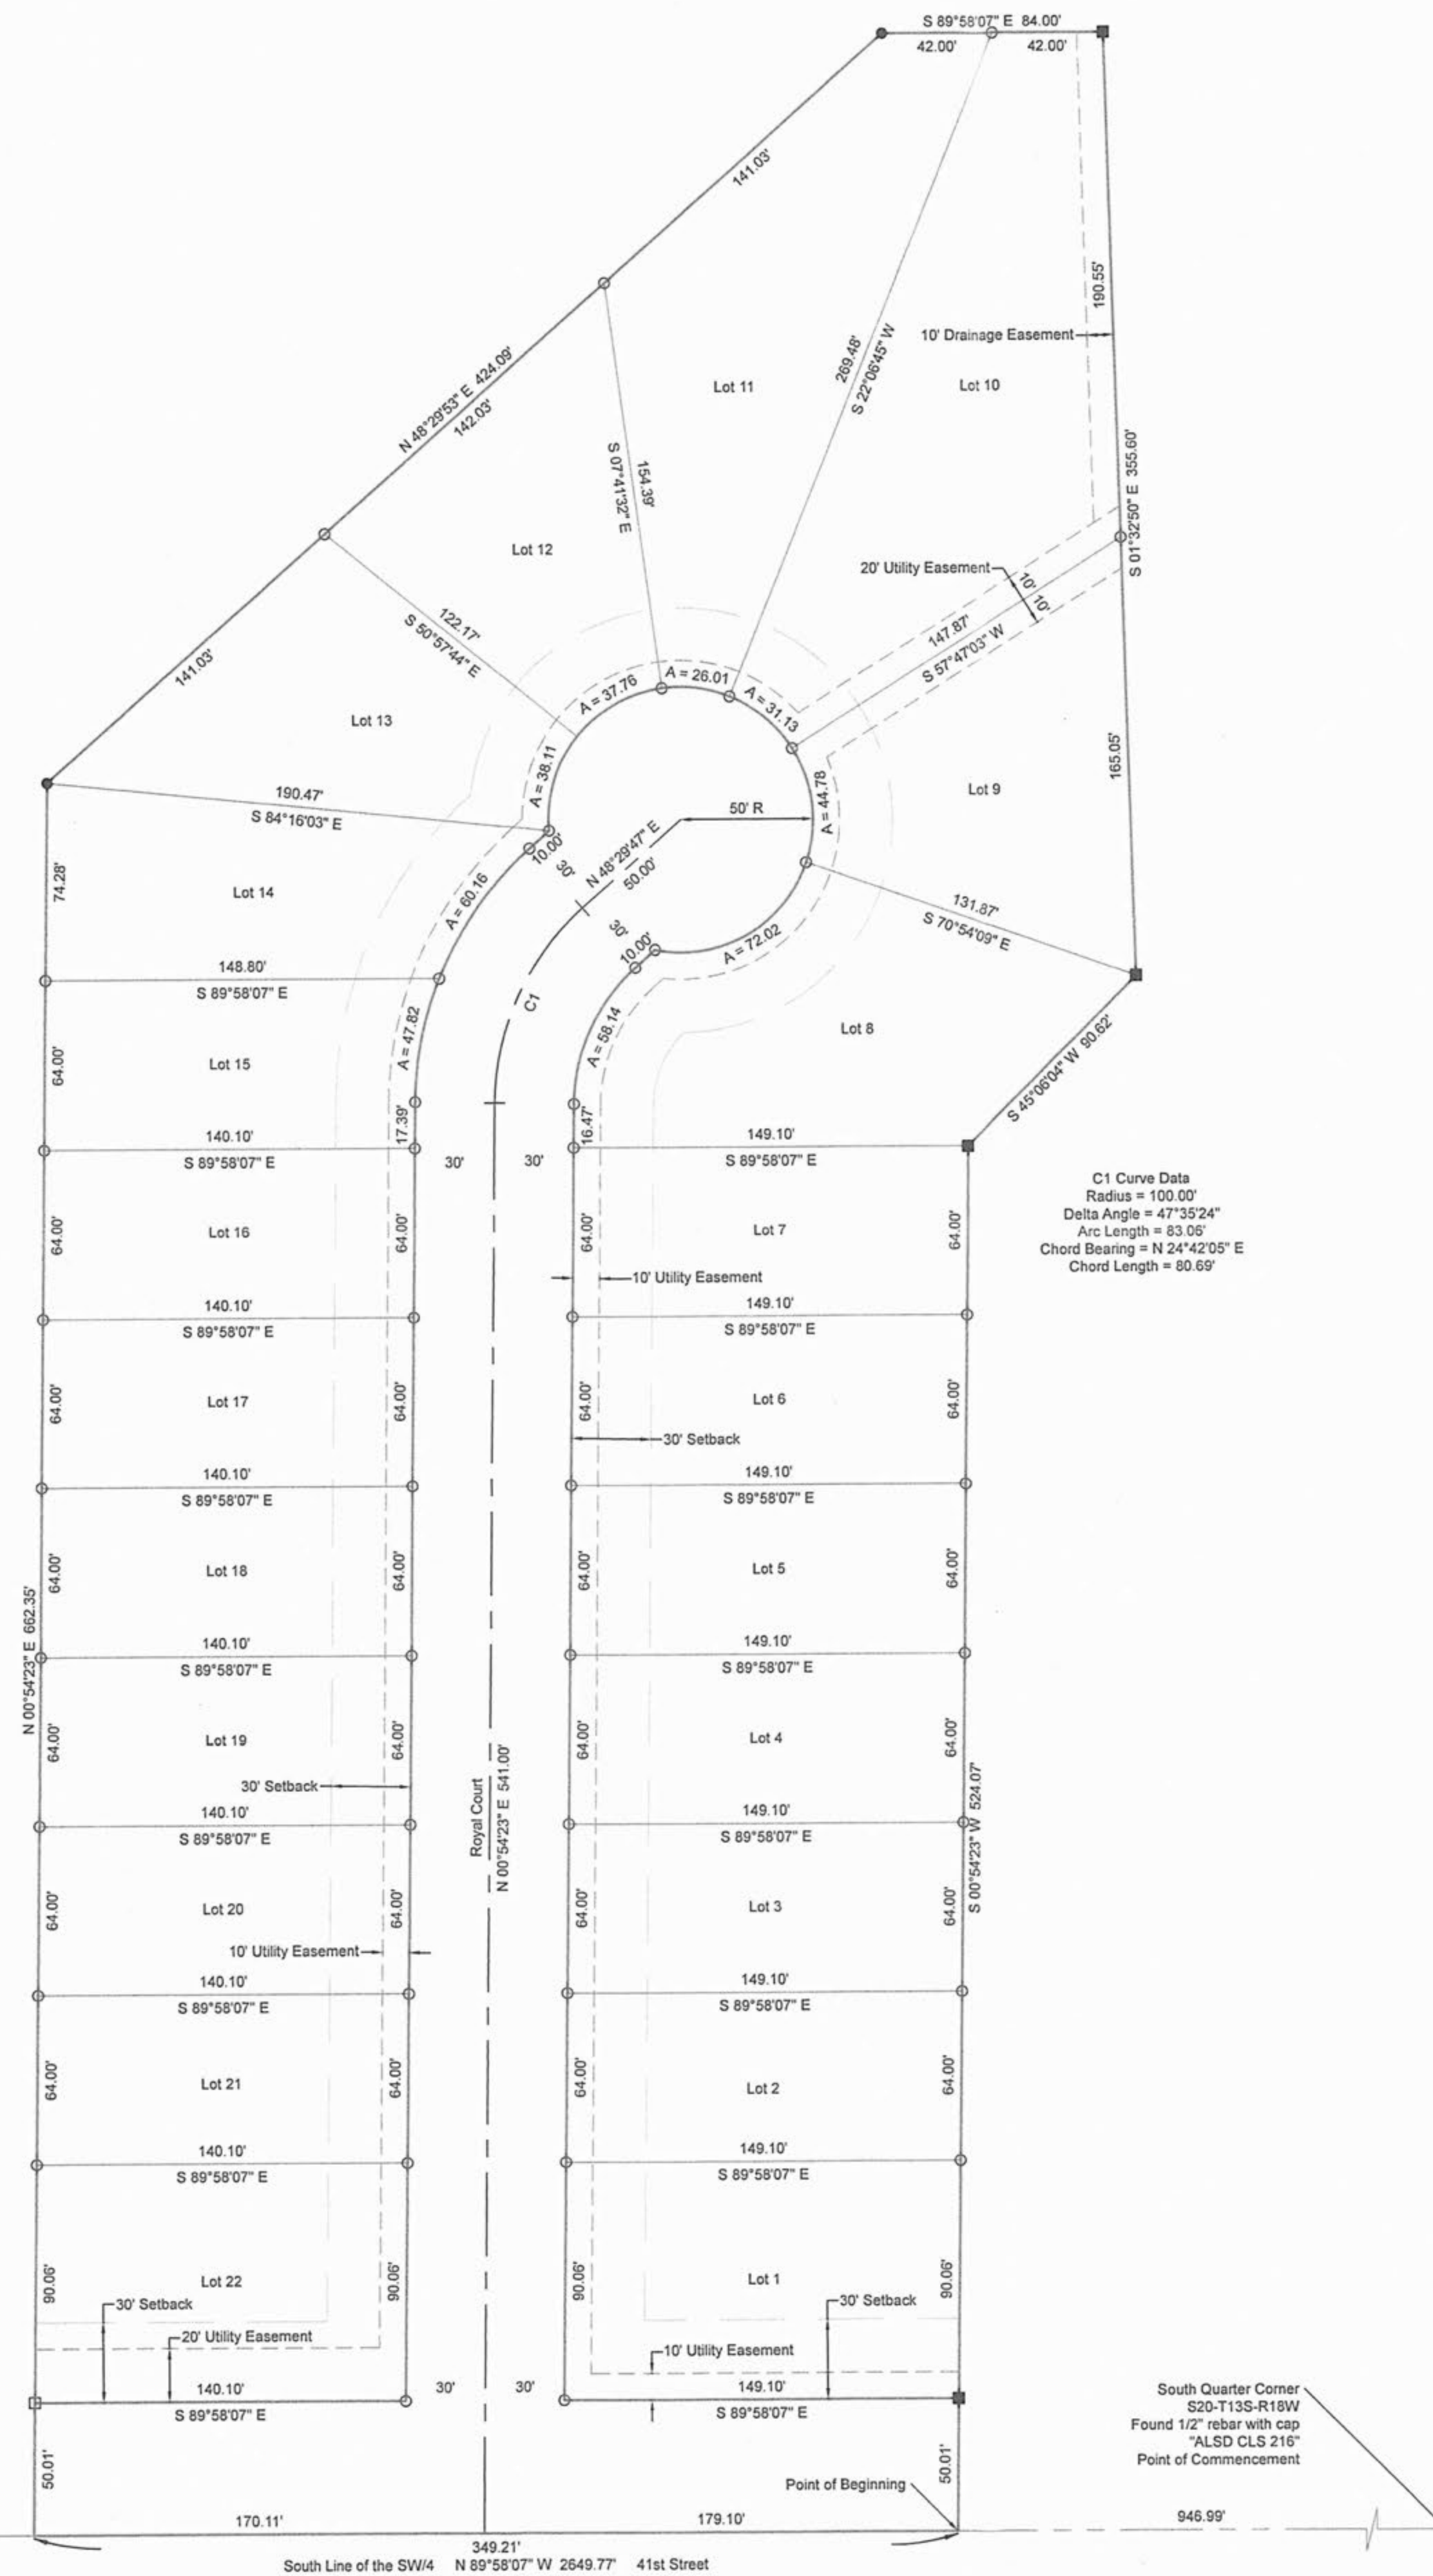 S 89°58'07" E 84.00'
42.00'
42.00'
141.03'
190.55'
10' Drainage Easement
269.48'
S 22°06'45" W
Lot 11
Lot 10
N 48°29'53" E 424.09'
142.03'
S 07°41'32" E
154.39'
S 01°32'50" E 355.60'
Lot 12
20' Utility Easement
10'
10'
122.17'
S 50°57'44" E
147.87'
S 57°47'03" W
141.03'
A = 37.76
A = 26.01
A = 31.13
Lot 13
165.05'
A = 38.11
A = 44.78
Lot 9
190.47'
S 84°16'03" E
50' R
N 48°29'47" E
50.00'
10.00'
30'
74.28'
Lot 14
A = 60.16
131.87'
S 70°54'09" E
30'
10.00'
A = 72.02
148.80'
S 89°58'07" E
C1
A = 47.82
A = 58.14
Lot 8
S 45°06'04" W 90.62'
64.00'
Lot 15
17.39'
16.47'
140.10'
S 89°58'07" E
30'
30'
149.10'
S 89°58'07" E
C1 Curve Data
Radius = 100.00'
Delta Angle = 47°35'24"
Arc Length = 83.06'
Chord Bearing = N 24°42'05" E
Chord Length = 80.69'
64.00'
Lot 16
64.00'
64.00'
Lot 7
64.00'
10' Utility Easement
140.10'
S 89°58'07" E
149.10'
S 89°58'07" E
64.00'
Lot 17
64.00'
64.00'
Lot 6
64.00'
30' Setback
140.10'
S 89°58'07" E
149.10'
S 89°58'07" E
64.00'
Lot 18
64.00'
64.00'
Lot 5
64.00'
N 00°54'23" E 662.35'
140.10'
S 89°58'07" E
149.10'
S 89°58'07" E
64.00'
Lot 19
64.00'
64.00'
Lot 4
64.00'
30' Setback
Royal Court
N 00°54'23" E 541.00'
S 00°54'23" W 524.07'
140.10'
S 89°58'07" E
149.10'
S 89°58'07" E
64.00'
Lot 20
64.00'
64.00'
Lot 3
64.00'
10' Utility Easement
140.10'
S 89°58'07" E
149.10'
S 89°58'07" E
64.00'
Lot 21
64.00'
64.00'
Lot 2
64.00'
140.10'
S 89°58'07" E
149.10'
S 89°58'07" E
90.06'
Lot 22
90.06'
90.06'
Lot 1
90.06'
30' Setback
30' Setback
20' Utility Easement
10' Utility Easement
140.10'
S 89°58'07" E
30'
30'
149.10'
S 89°58'07" E
South Quarter Corner
S20-T13S-R18W
Found 1/2" rebar with cap
"ALSD CLS 216"
Point of Commencement
50.01'
50.01'
Point of Beginning
170.11'
179.10'
946.99'
349.21'
South Line of the SW/4 N 89°58'07" W 2649.77' 41st Street